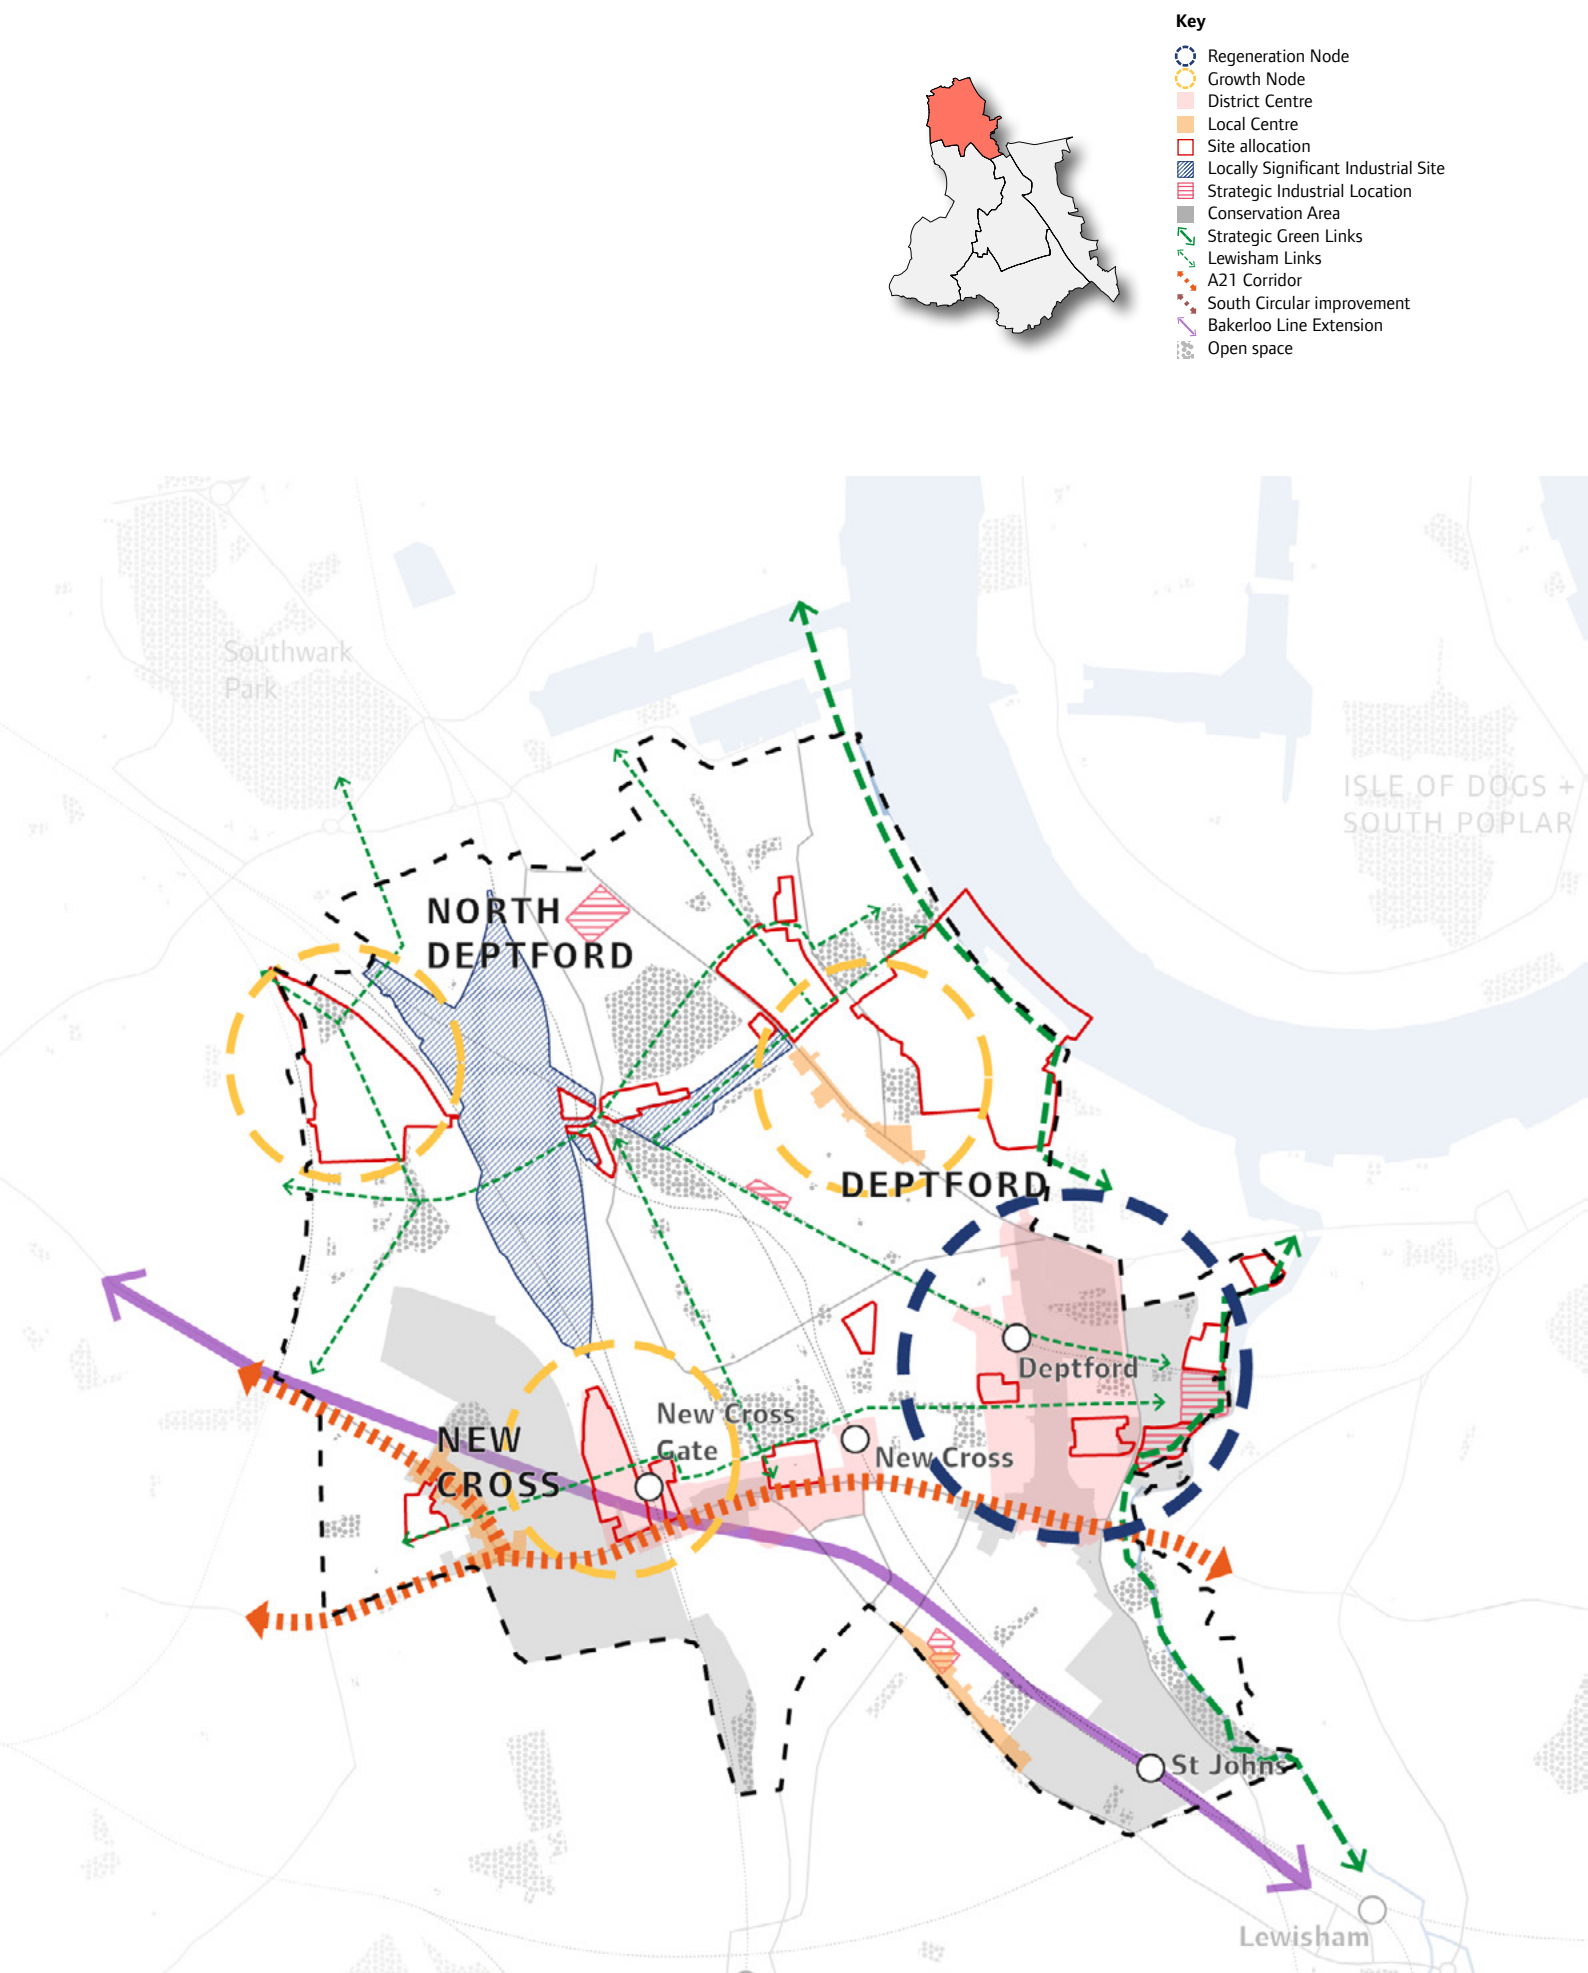 Key
Regeneration Node
Growth Node
District Centre
Local Centre
Site allocation
Locally Significant Industrial Site
Strategic Industrial Location
Conservation Area
Strategic Green Links
Lewisham Links
A21 Corridor
South Circular improvement
Bakerloo Line Extension
Open space
Southwark
Park
ISLE OF DOGS +
SOUTH POPLAR
NORTH
DEPTFORD
DEPTFORD
Deptford
New Cross
Gate
NEW
CROSS
New Cross
St Johns
Lewisham